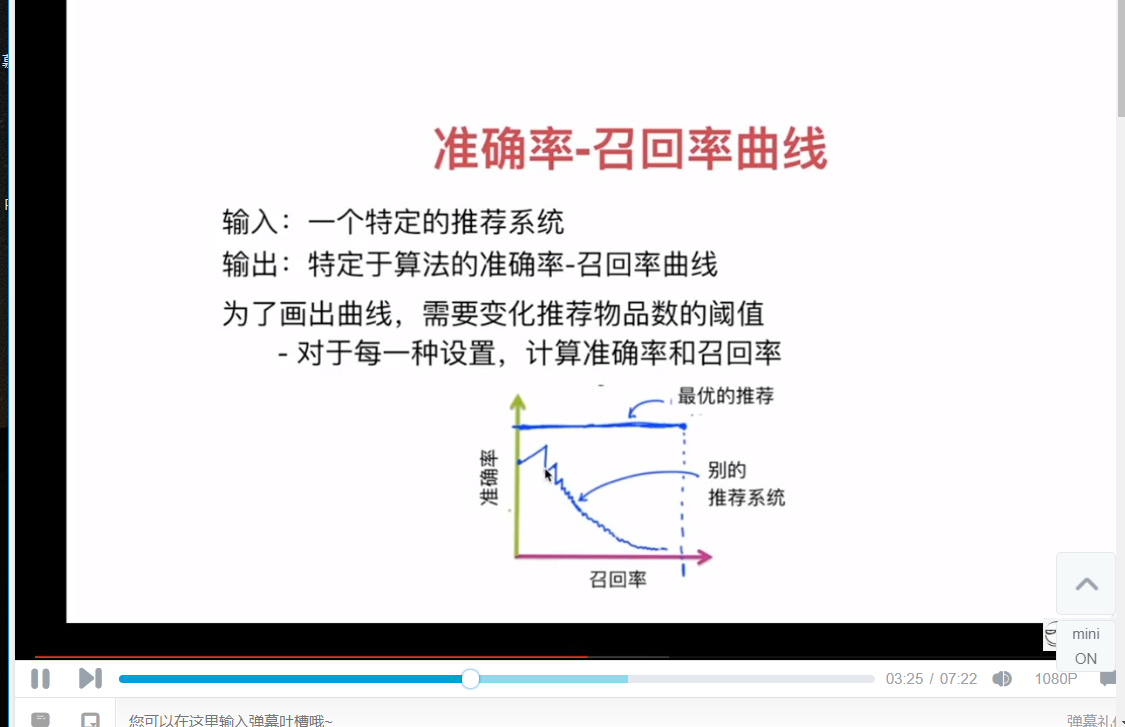 准确率-召回率曲线
输入：一个特定的推荐系统
输出：特定于算法的准确率-召回率曲线
为了画出曲线，需要变化推荐物品数的阈值
- 对于每一种设置，计算准确率和召回率
最优的推荐
准确率
别的
推荐系统
召回率
mini
ON
03:25 / 07:22
1080P
您可以在这里输入弹幕吐槽哦~
弹幕礼